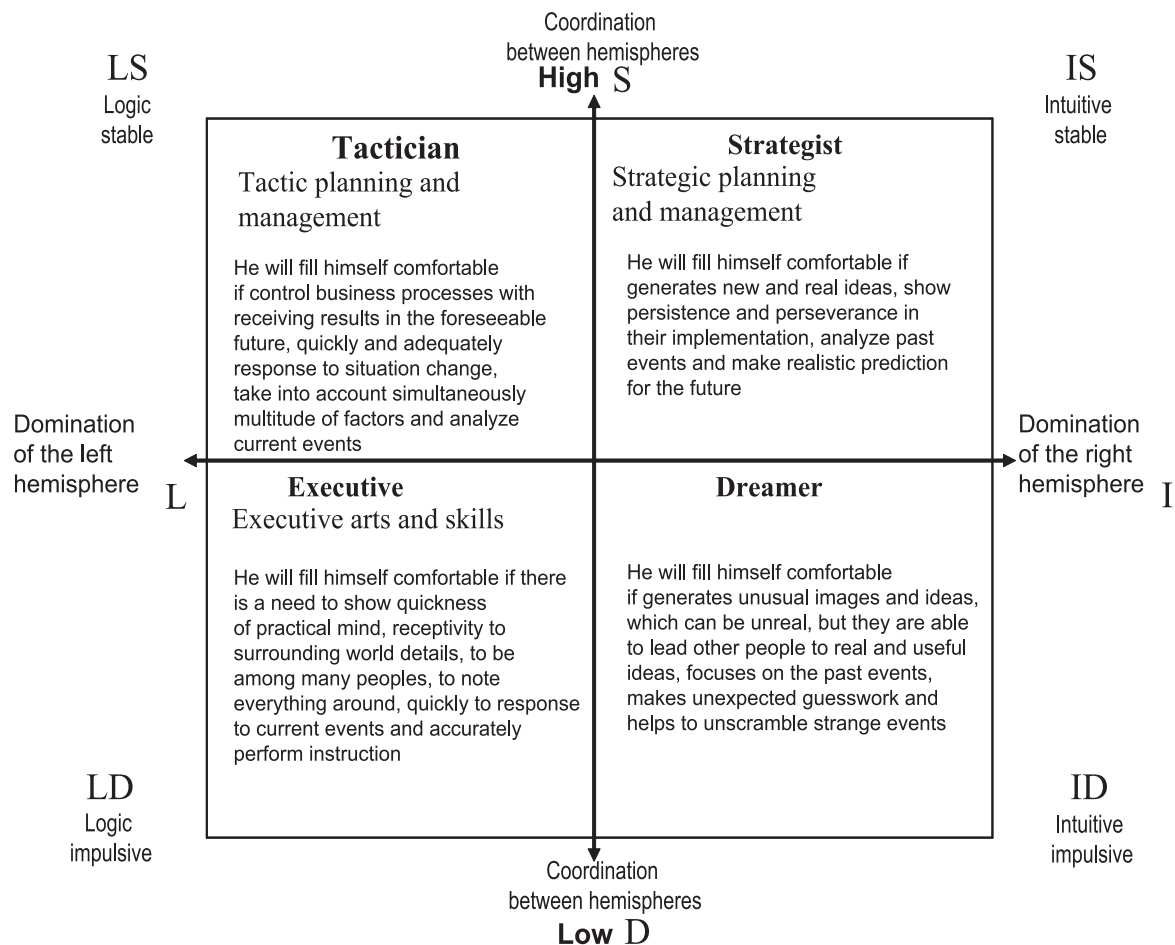 Coordination
between hemispheres
High S
LS
Logic
stable
IS
Intuitive
stable
Tactician
Tactic planning and
management
He will fill himself comfortable
if control business processes with
receiving results in the foreseeable
future, quickly and adequately
response to situation change,
take into account simultaneously
multitude of factors and analyze
current events
Strategist
Strategic planning
and management
He will fill himself comfortable if
generates new and real ideas, show
persistence and perseverance in
their implementation, analyze past
events and make realistic prediction
for the future
Domination
of the left
hemisphere
L
Domination
of the right
hemisphere
I
Executive
Executive arts and skills
He will fill himself comfortable if there
is a need to show quickness
of practical mind, receptivity to
surrounding world details, to be
among many peoples, to note
everything around, quickly to response
to current events and accurately
perform instruction
Dreamer
He will fill himself comfortable
if generates unusual images and ideas,
which can be unreal, but they are able
to lead other people to real and useful
ideas, focuses on the past events,
makes unexpected guesswork and
helps to unscramble strange events
LD
Logic
impulsive
ID
Intuitive
impulsive
Coordination
between hemispheres
Low D